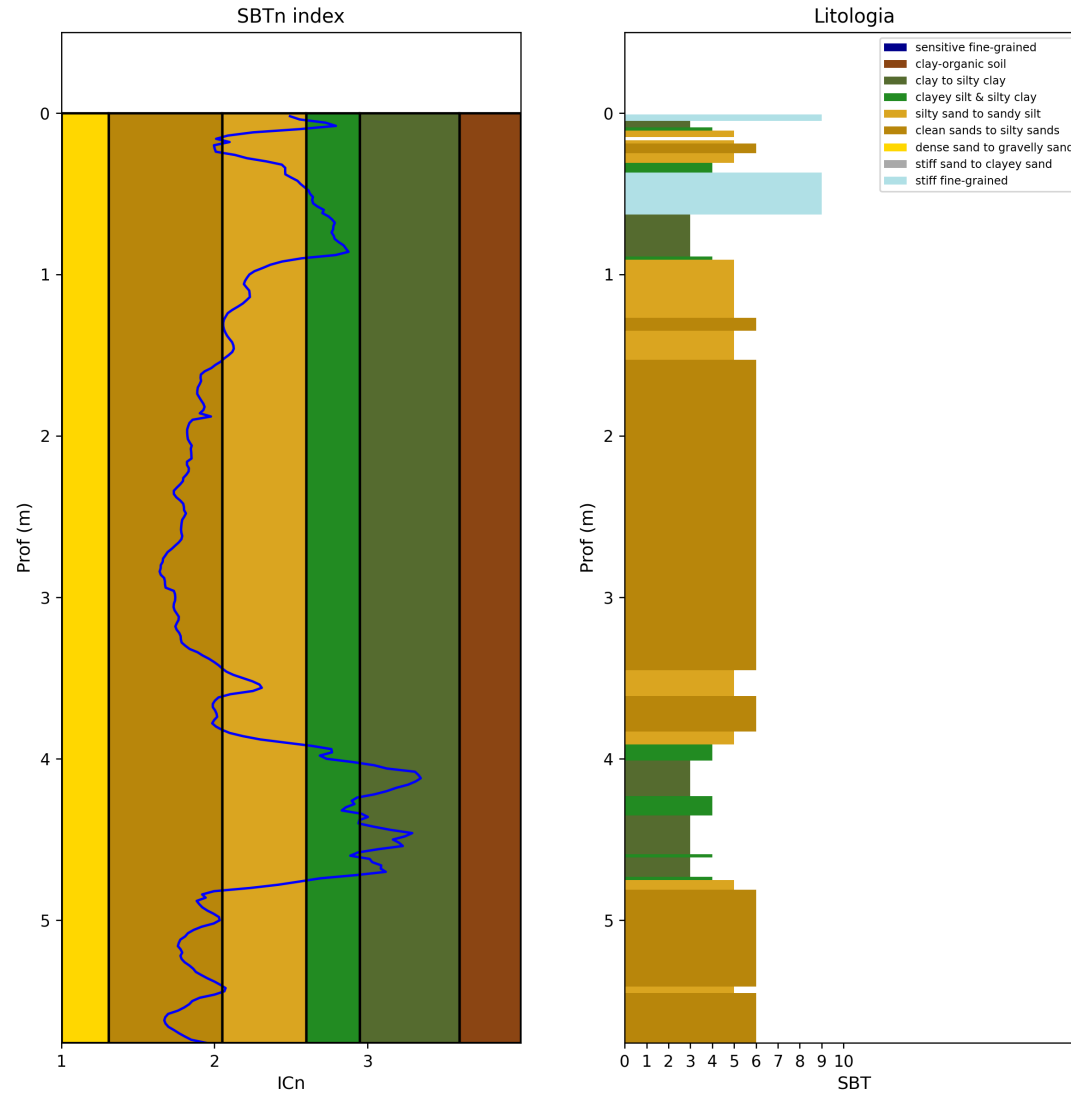 SBTn index
0
1
2
3
4
5
Prof (m)
1
2
3
ICn
Litologia
sensitive fine-grained
clay-organic soil
clay to silty clay
clayey silt & silty clay
silty sand to sandy silt
clean sands to silty sands
dense sand to gravelly sand
stiff sand to clayey sand
stiff fine-grained
0
1
2
3
4
5
Prof (m)
0 1 2 3 4 5 6 7 8 9 10
SBT